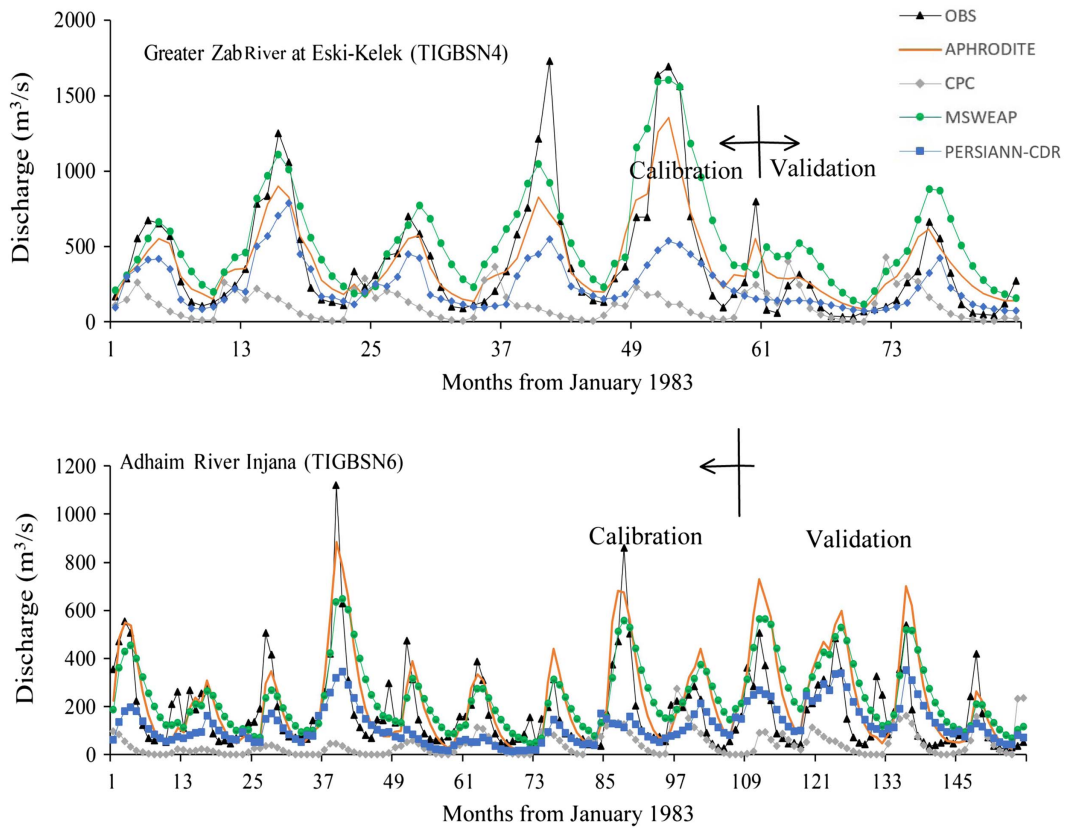 2000
Greater Zab River at Eski-Kelek (TIGBSN4)
OBS
APHRODITE
CPC
MSWEAP
PERSIANN-CDR
1500
1000
500
0
Discharge (m³/s)
Calibration
Validation
1 13 25 37 49 61 73
Months from January 1983
1200
Adhaim River Injana (TIGBSN6)
1000
800
600
400
200
0
Discharge (m³/s)
Calibration
Validation
1 13 25 37 49 61 73 85 97 109 121 133 145
Months from January 1983